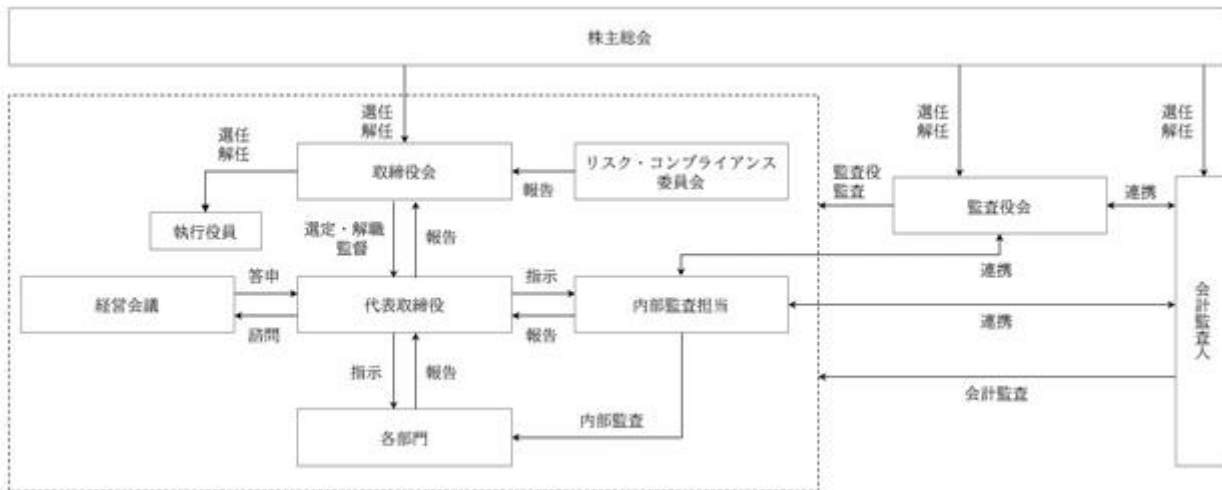 株主総会
選任
解任
選任
解任
選任
解任
選任
解任
取締役会
報告
リスク・コンプライアンス
委員会
監査役
監査
監査役会
連携
執行役員
選定・解職
監督
報告
連携
答申
指示
経営会議
代表取締役
内部監査担当
会計監査人
諮問
報告
連携
指示
報告
会計監査
内部監査
各部門